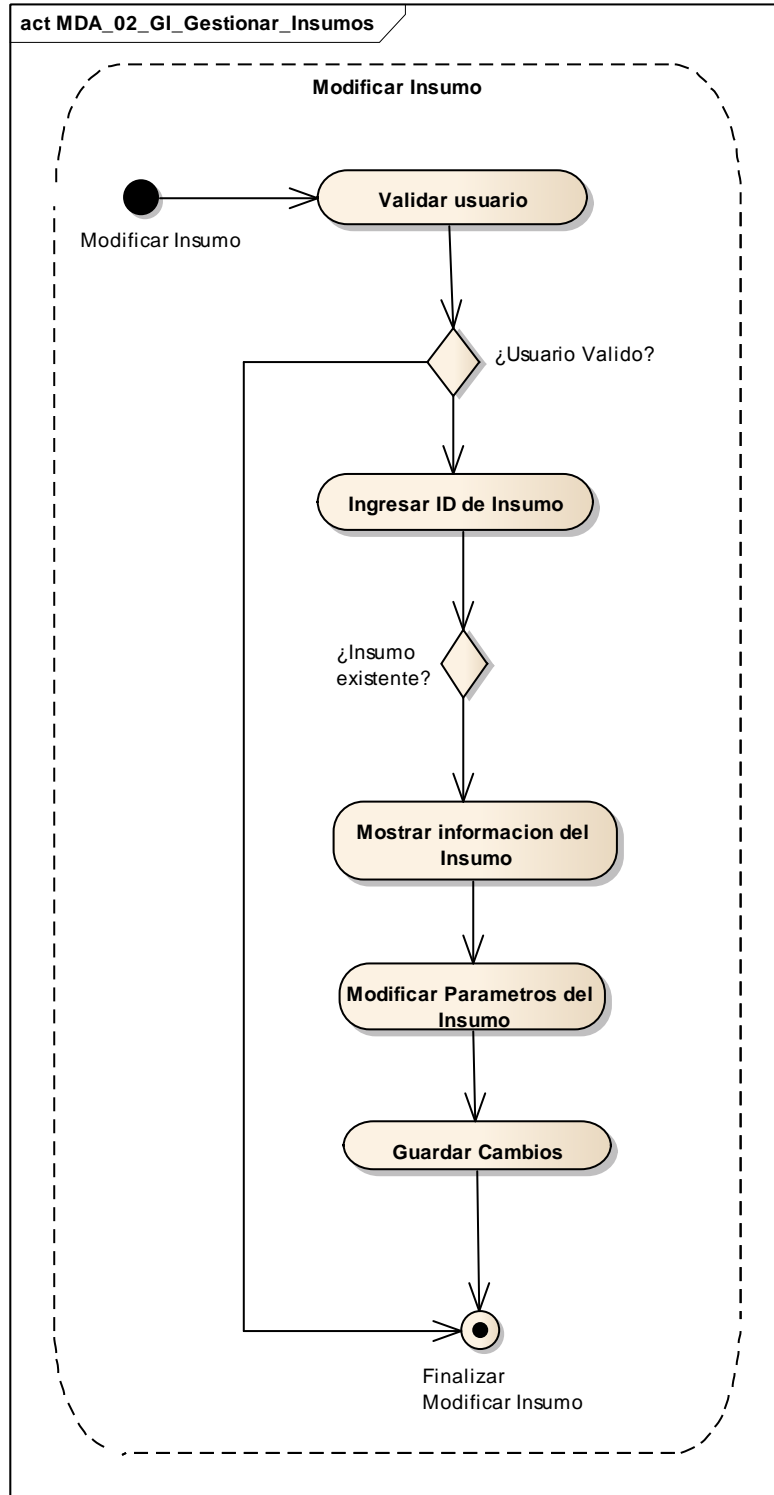 act MDA_02_GI_Gestionar_Insumos
Modificar Insumo
Validar usuario
Modificar Insumo
¿Usuario Valido?
Ingresar ID de Insumo
¿Insumo
existente?
Mostrar informacion del
Insumo
Modificar Parametros del
Insumo
Guardar Cambios
Finalizar
Modificar Insumo